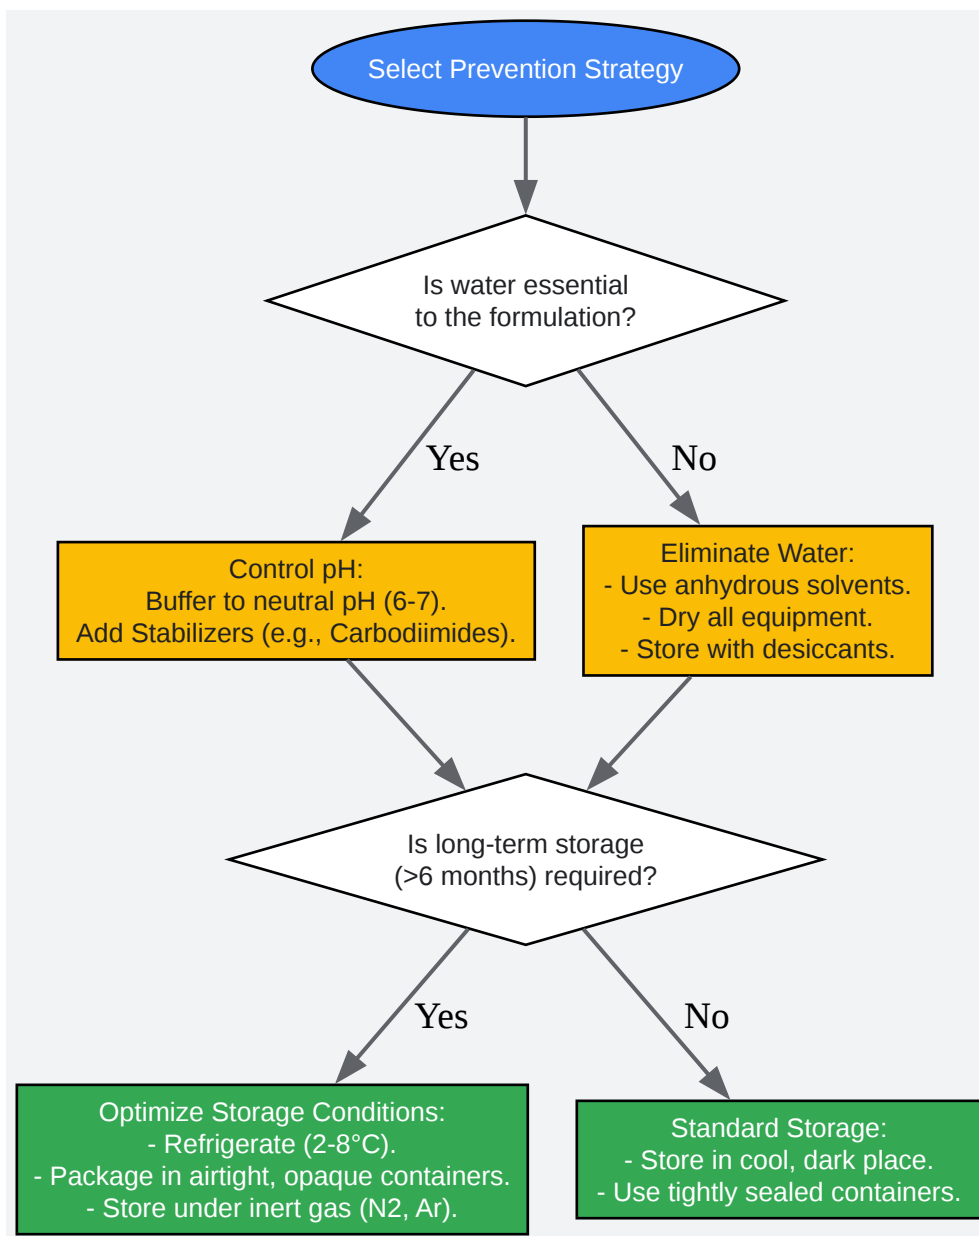 Select Prevention Strategy
Is water essential
to the formulation?
Yes
No
Control pH:
Buffer to neutral pH (6-7).
Add Stabilizers (e.g., Carbodiimides).
Eliminate Water:
- Use anhydrous solvents.
- Dry all equipment.
- Store with desiccants.
Is long-term storage
(>6 months) required?
Yes
No
Optimize Storage Conditions:
- Refrigerate (2-8°C).
- Package in airtight, opaque containers.
- Store under inert gas (N2, Ar).
Standard Storage:
- Store in cool, dark place.
- Use tightly sealed containers.